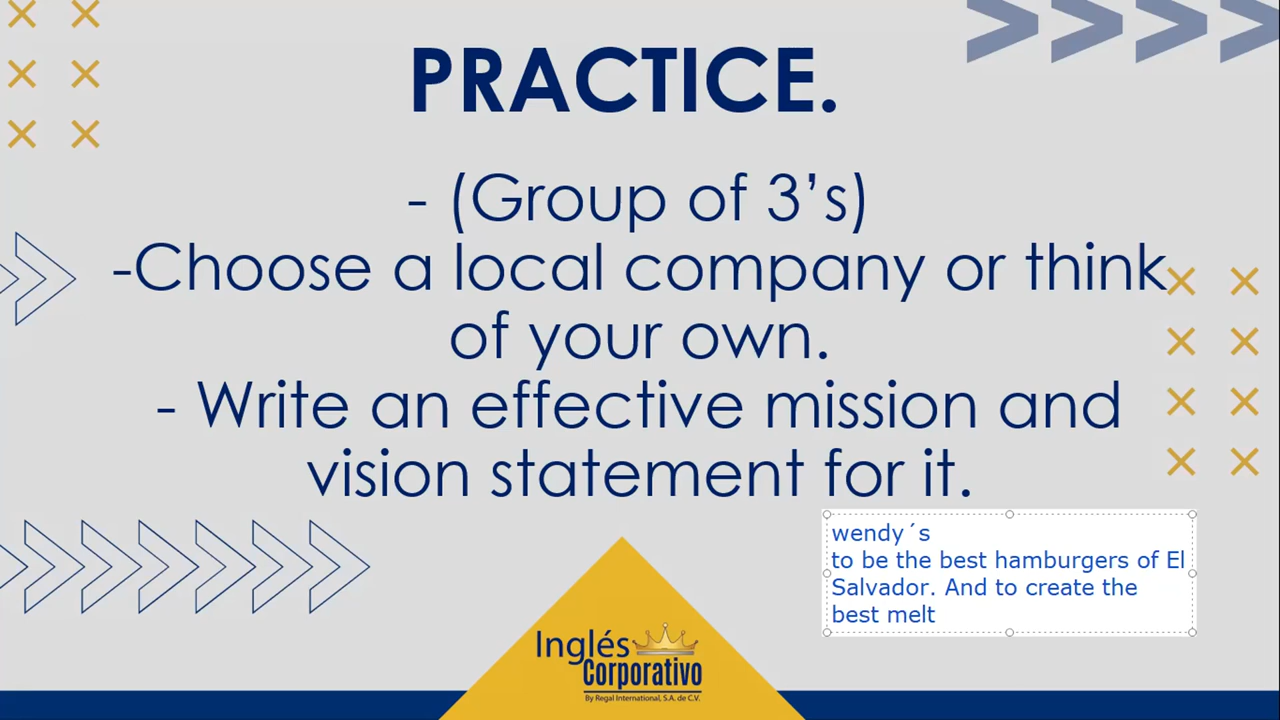 PRACTICE.
- (Group of 3’s)
-Choose a local company or think
of your own.
- Write an effective mission and
vision statement for it.
wendy´s
to be the best hamburgers of El
Salvador. And to create the
best melt
Inglés
Corporativo
By Regal International, S.A. de C.V.